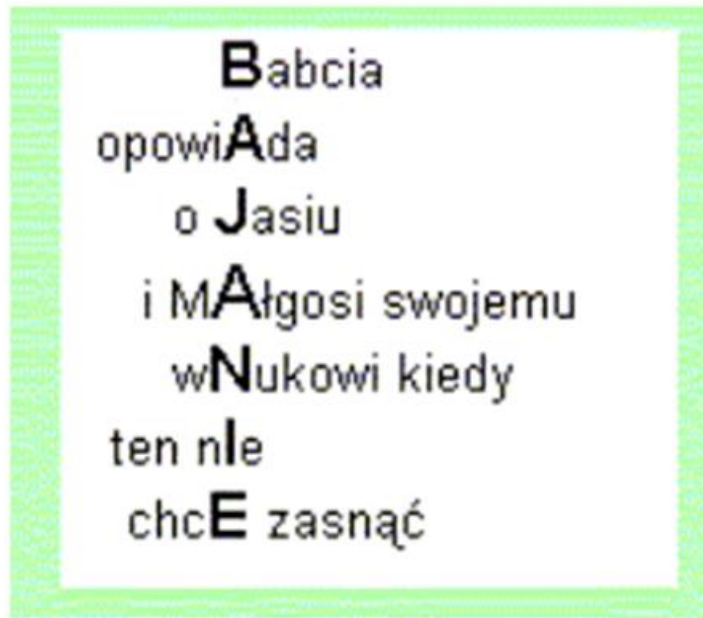 Babcia
opowiAda
o Jasiu
i MAłgosi swojemu
wNukowi kiedy
ten nIe
chcE zasnąć